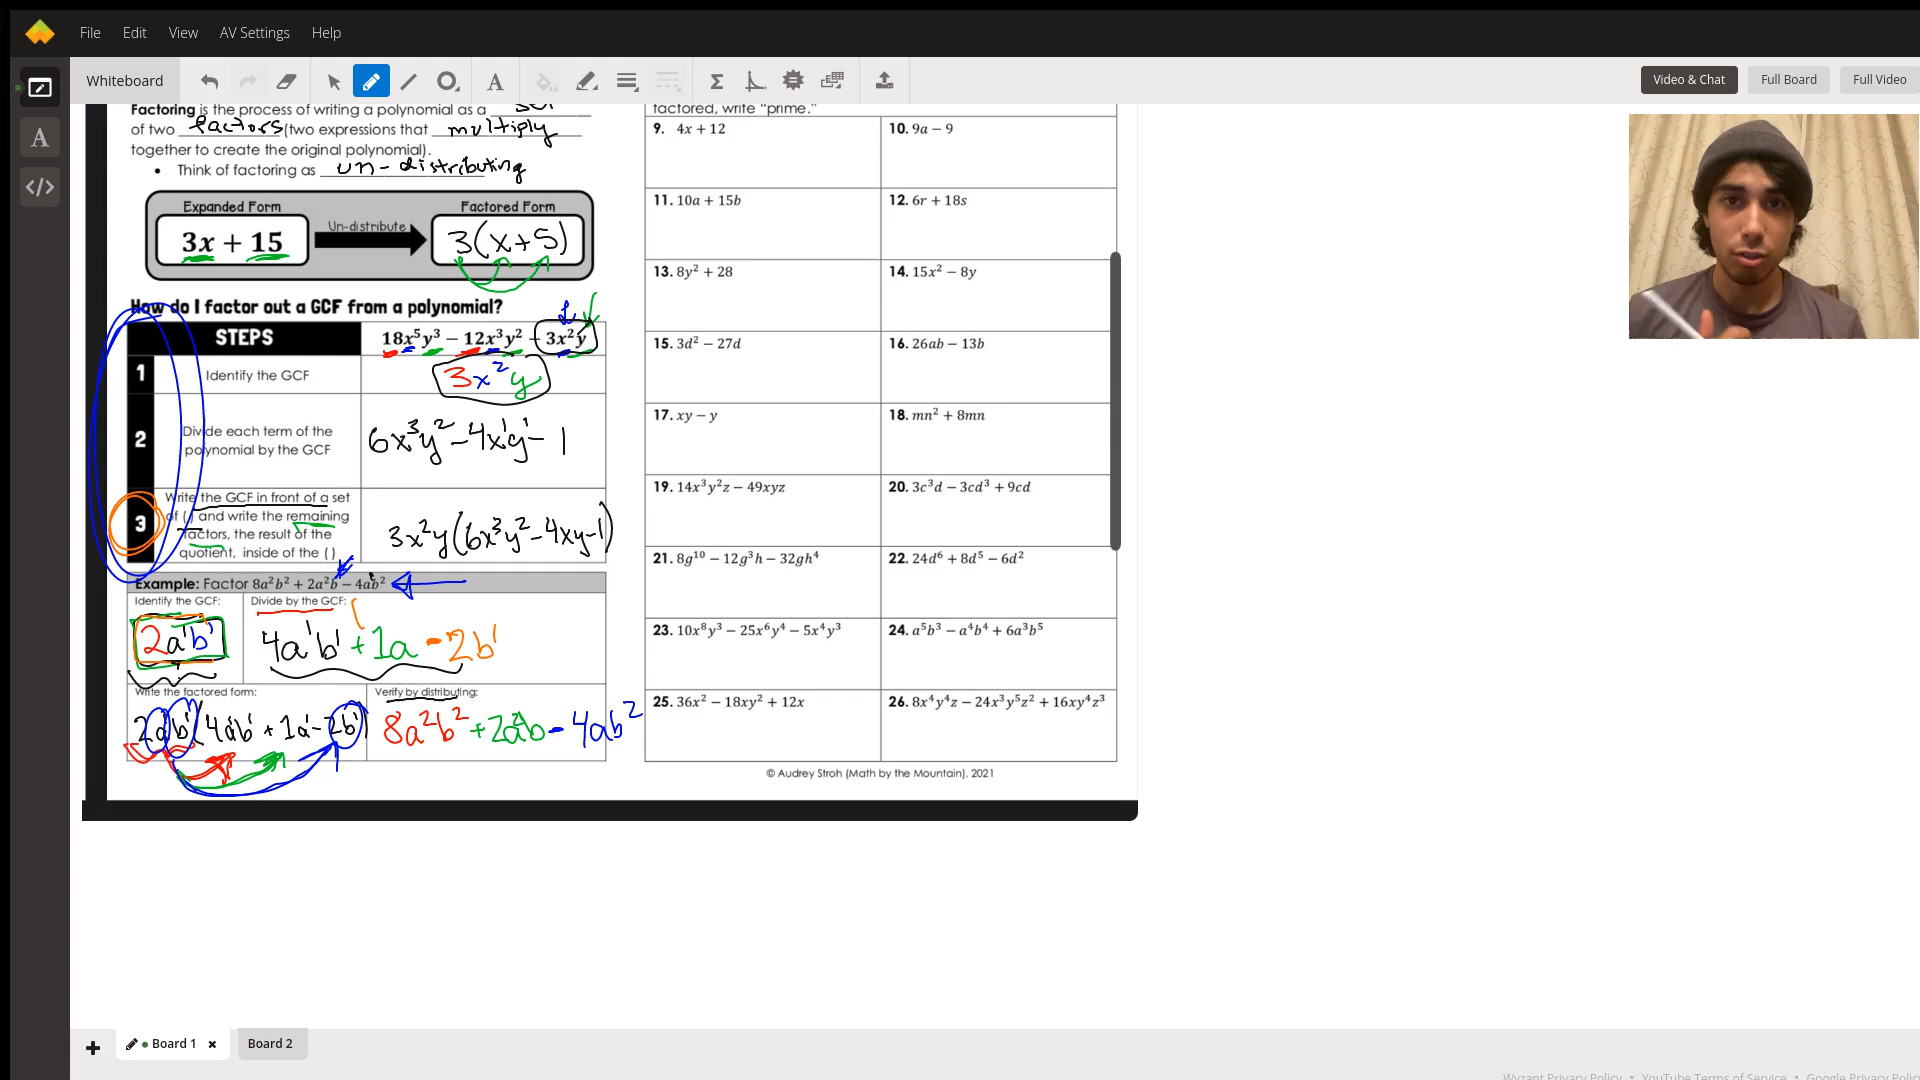 File Edit View AV Settings Help
Whiteboard
Video & Chat Full Board Full Video
Factoring is the process of writing a polynomial as a
of two factors (two expressions that multiply
together to create the original polynomial).
• Think of factoring as un-distributing
Expanded Form
Un-distribute
Factored Form
3x + 15
3(x+5)
How do I factor out a GCF from a polynomial?
STEPS
18x⁵y³ − 12x³y² − 3x²y
1 Identify the GCF
3x²y
2 Divide each term of the
polynomial by the GCF
6x³y² - 4x¹y¹ - 1
3 Write the GCF in front of a set
of ( ) and write the remaining
factors, the result of the
quotient, inside of the ( )
3x²y(6x³y² - 4xy - 1)
Example: Factor 8a²b² + 2a²b − 4ab²
Identify the GCF:
2a¹b¹
Divide by the GCF:
4a¹b¹ + 1a - 2b¹
Write the factored form:
2a¹b¹(4a¹b¹ + 1a¹ - 2b¹)
Verify by distributing:
8a²b² + 2a²b - 4ab²
factored, write "prime."
9. 4x + 12
10. 9a − 9
11. 10a + 15b
12. 6r + 18s
13. 8y² + 28
14. 15x² − 8y
15. 3d² − 27d
16. 26ab − 13b
17. xy − y
18. mn² + 8mn
19. 14x³y²z − 49xyz
20. 3c³d − 3cd³ + 9cd
21. 8g¹⁰ − 12g³h − 32gh⁴
22. 24d⁶ + 8d⁵ − 6d²
23. 10x⁸y³ − 25x⁶y⁴ − 5x⁴y³
24. a⁵b³ − a⁴b⁴ + 6a³b⁵
25. 36x² − 18xy² + 12x
26. 8x⁴y⁴z − 24x³y⁵z² + 16xy⁴z³
© Audrey Stroh (Math by the Mountain), 2021
Board 1
Board 2
Wyzant Privacy Policy • YouTube Terms of Service • Google Privacy Policy